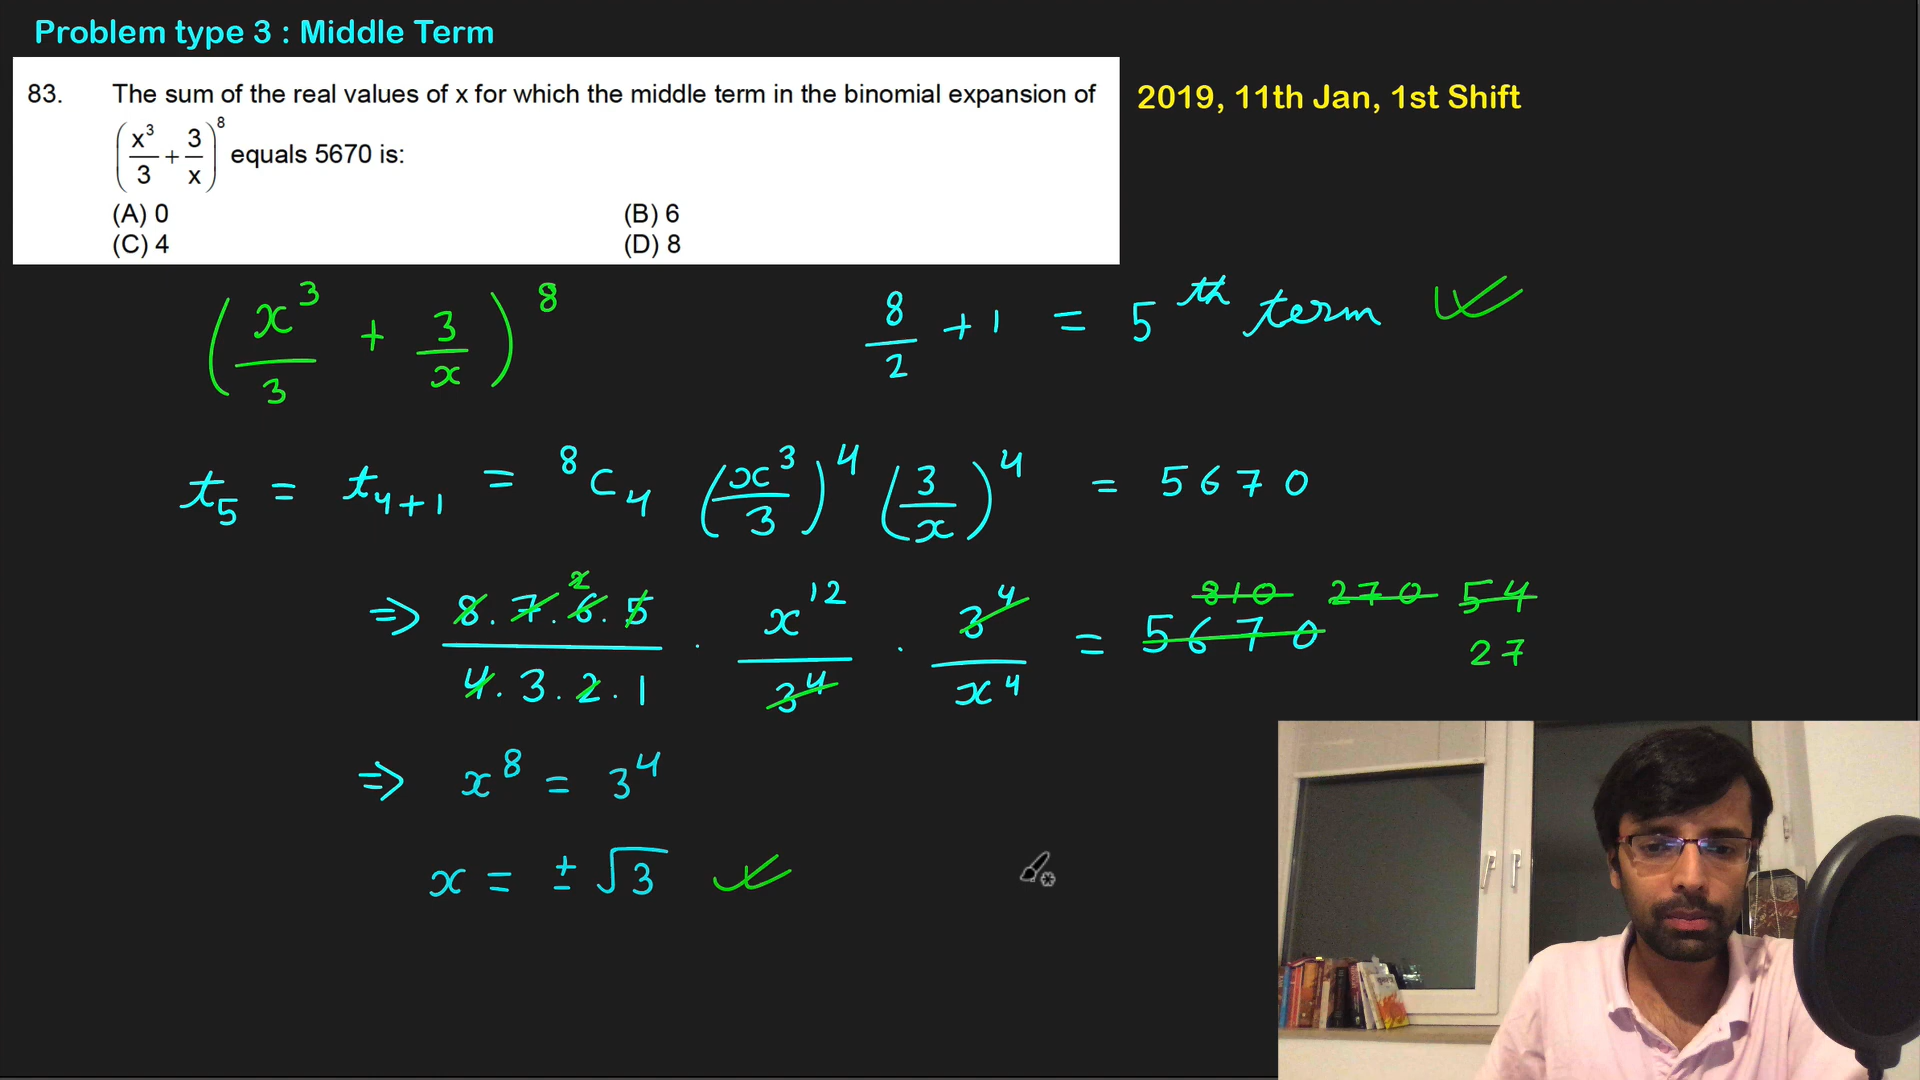 Problem type 3 : Middle Term
83. The sum of the real values of x for which the middle term in the binomial expansion of
(x³/3 + 3/x)⁸ equals 5670 is:
2019, 11th Jan, 1st Shift
(A) 0 (B) 6
(C) 4 (D) 8
(x³/3 + 3/x)⁸ 8/2 + 1 = 5th term
t₅ = t₄₊₁ = ⁸C₄ (x³/3)⁴ (3/x)⁴ = 5670
810 270 54
⇒ 8.7.6.5/4.3.2.1 · x¹²/3⁴ · 3⁴/x⁴ = 5670 27
2
⇒ x⁸ = 3⁴
x = ± √3